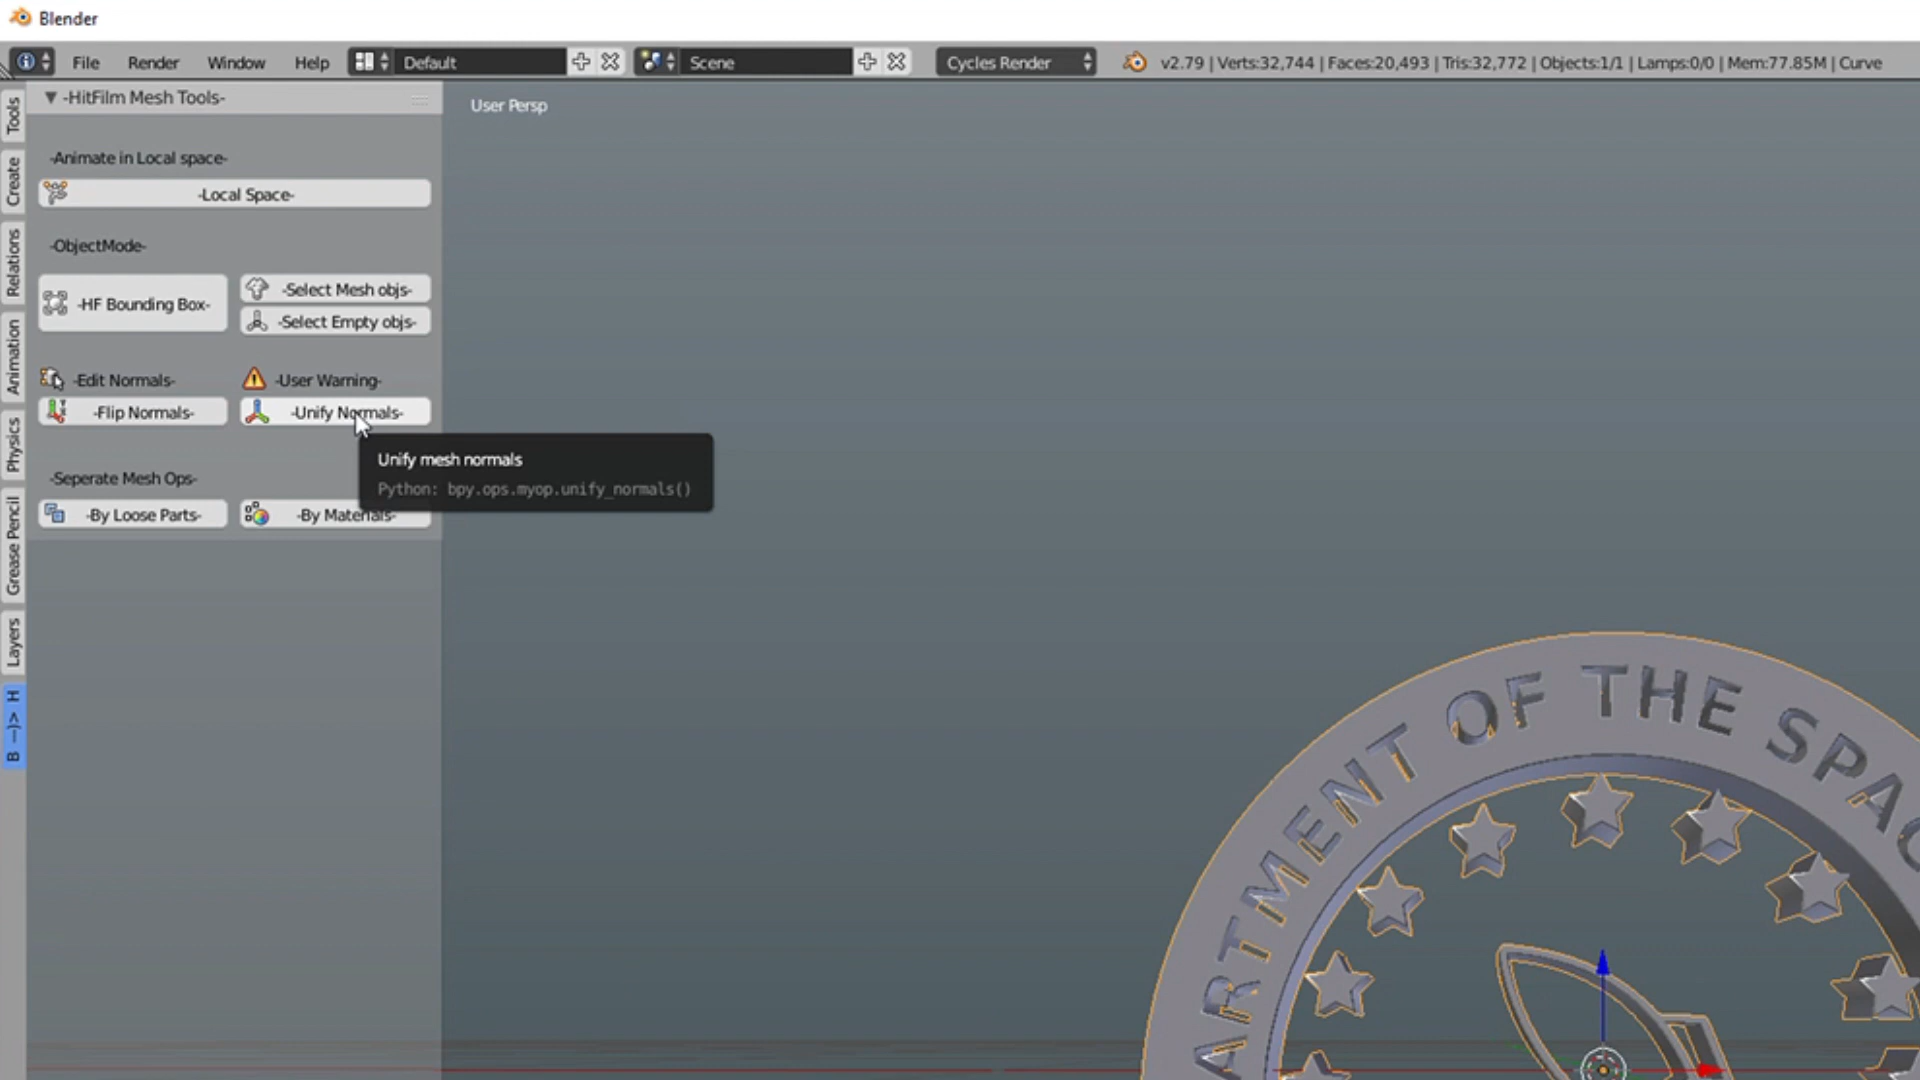 Blender
File Render Window Help Default Scene Cycles Render v2.79 | Verts:32,744 | Faces:20,493 | Tris:32,772 | Objects:1/1 | Lamps:0/0 | Mem:77.85M | Curve
-HitFilm Mesh Tools-
User Persp
-Animate in Local space-
-Local Space-
-ObjectMode-
-HF Bounding Box-
-Select Mesh objs-
-Select Empty objs-
-Edit Normals-
-User Warning-
-Flip Normals-
-Unify Normals-
Unify mesh normals
Python: bpy.ops.myop.unify_normals()
-Seperate Mesh Ops-
-By Loose Parts-
-By Materials-
Tools
Create
Relations
Animation
Physics
Grease Pencil
Layers
B —)> H
ARTMENT OF THE SPAC